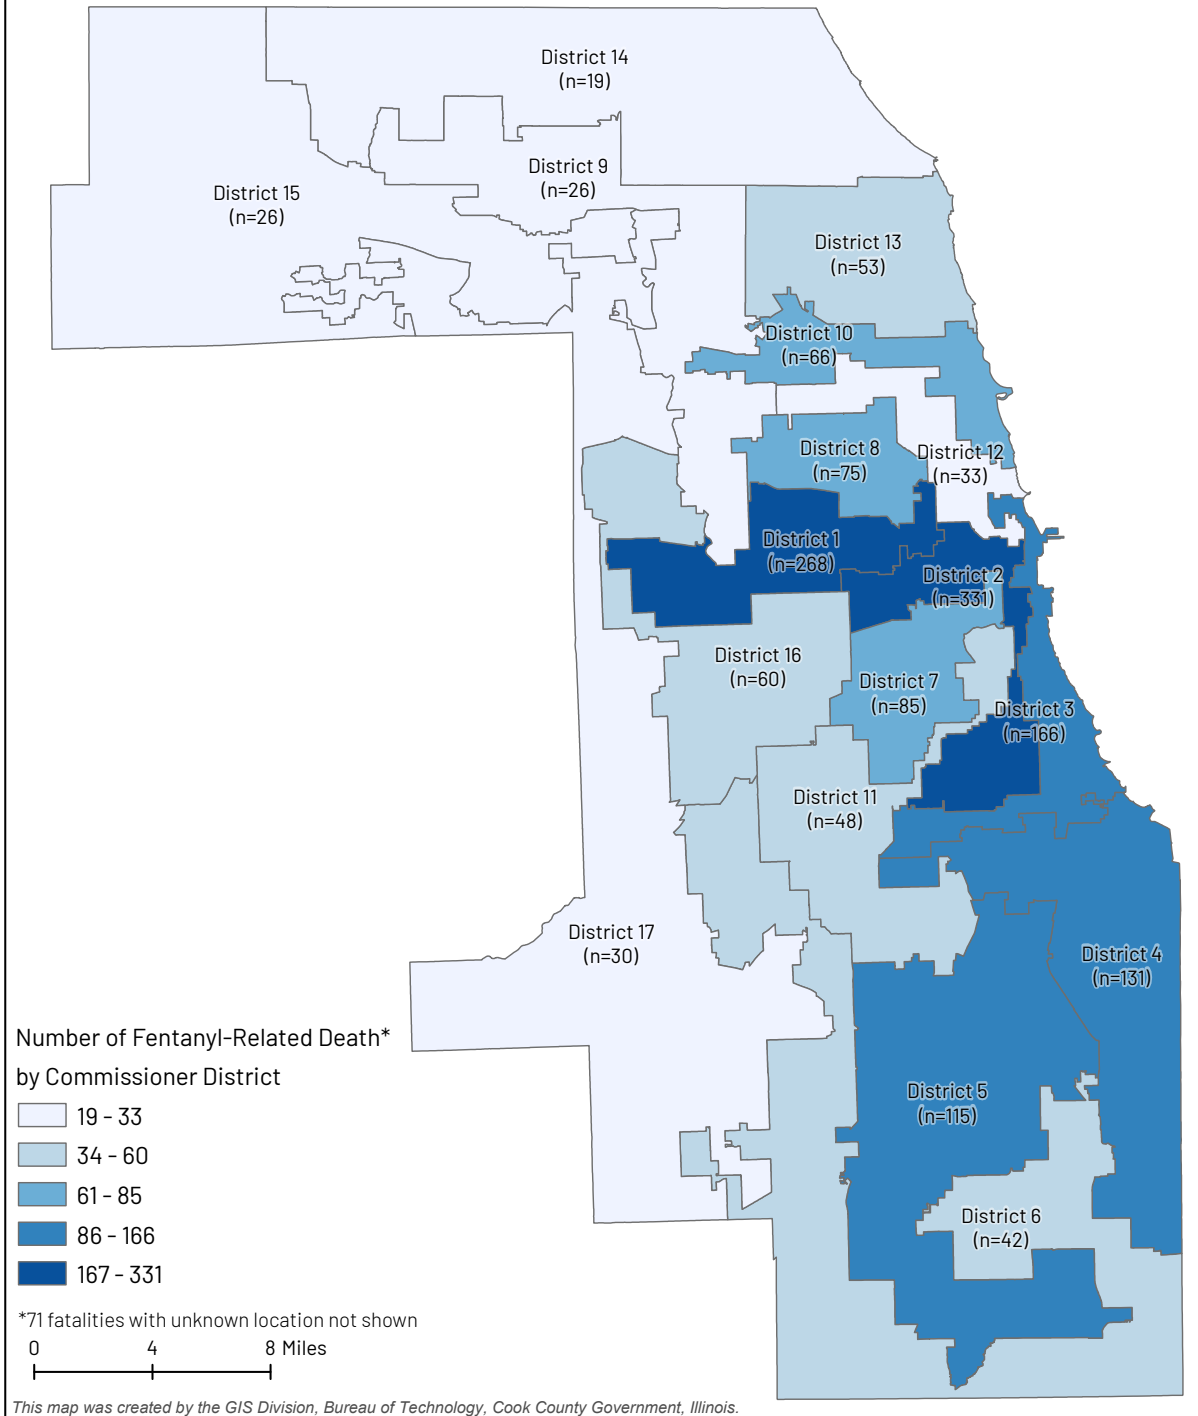 District 14
(n=19)
District 9
(n=26)
District 15
(n=26)
District 13
(n=53)
District 10
(n=66)
District 8
(n=75)
District 12
(n=33)
District 1
(n=268)
District 2
(n=331)
District 16
(n=60)
District 7
(n=85)
District 3
(n=166)
District 11
(n=48)
District 17
(n=30)
District 4
(n=131)
District 5
(n=115)
District 6
(n=42)
Number of Fentanyl-Related Death*
by Commissioner District
19 - 33
34 - 60
61 - 85
86 - 166
167 - 331
*71 fatalities with unknown location not shown
0 4 8 Miles
This map was created by the GIS Division, Bureau of Technology, Cook County Government, Illinois.